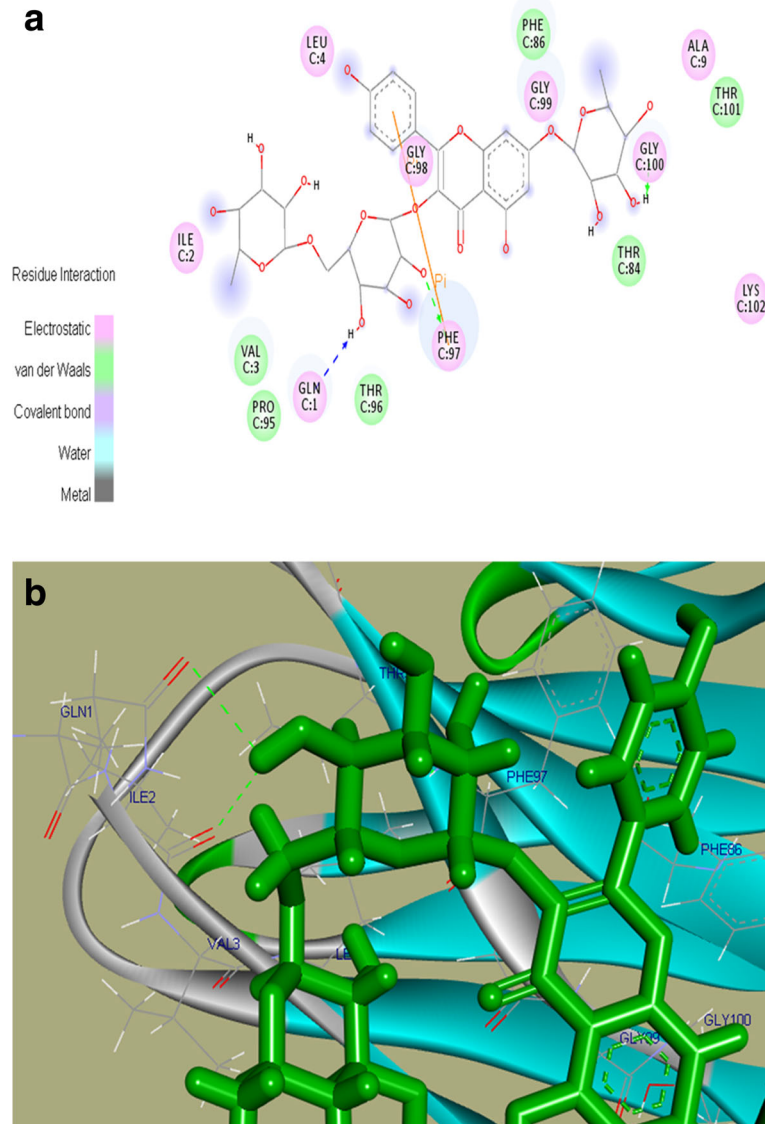 a
LEU
C:4
PHE
C:86
GLY
C:99
ALA
C:9
THR
C:101
GLY
C:98
GLY
C:100
ILE
C:2
THR
C:84
LYS
C:102
Pi
PHE
C:97
VAL
C:3
PRO
C:95
GLN
C:1
THR
C:96
H
O
H
O
O
O
O
O
H
O
O
O
O
O
O
O
O
O
O
O
H
O
H
Residue Interaction
Electrostatic
van der Waals
Covalent bond
Water
Metal
b
GLN1
ILE2
VAL3
LE
PHE97
PHE86
GLY100